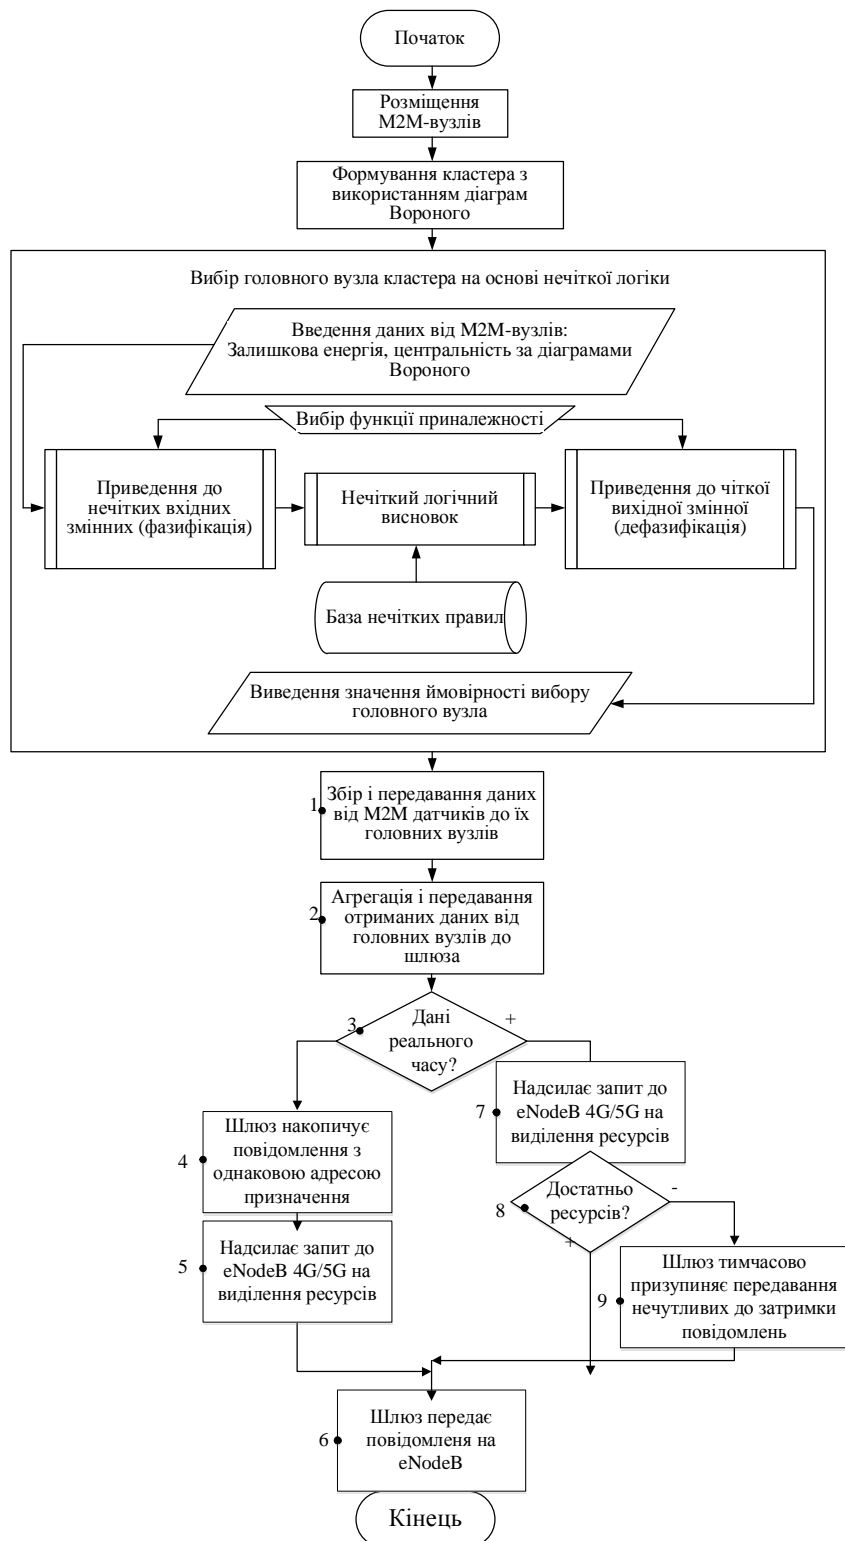 Початок
Розміщення
М2М-вузлів
Формування кластера з
використанням діаграм
Вороного
Вибір головного вузла кластера на основі нечіткої логіки
Введення даних від М2М-вузлів:
Залишкова енергія, центральність за діаграмами
Вороного
Вибір функції приналежності
Приведення до
нечітких вхідних
змінних (фазифікація)
Нечіткий логічний
висновок
Приведення до чіткої
вихідної змінної
(дефазифікація)
База нечітких правил
Виведення значення ймовірності вибору
головного вузла
1
Збір і передавання даних
від М2М датчиків до їх
головних вузлів
2
Агрегація і передавання
отриманих даних від
головних вузлів до
шлюза
3
Дані
реального
часу?
+
4
Шлюз накопичує
повідомлення з
однаковою адресою
призначення
7
Надсилає запит до
eNodeB 4G/5G на
виділення ресурсів
8
Достатньо
ресурсів?
-
+
5
Надсилає запит до
eNodeB 4G/5G на
виділення ресурсів
9
Шлюз тимчасово
призупиняє передавання
нечутливих до затримки
повідомлень
6
Шлюз передає
повідомленя на
eNodeB
Кінець